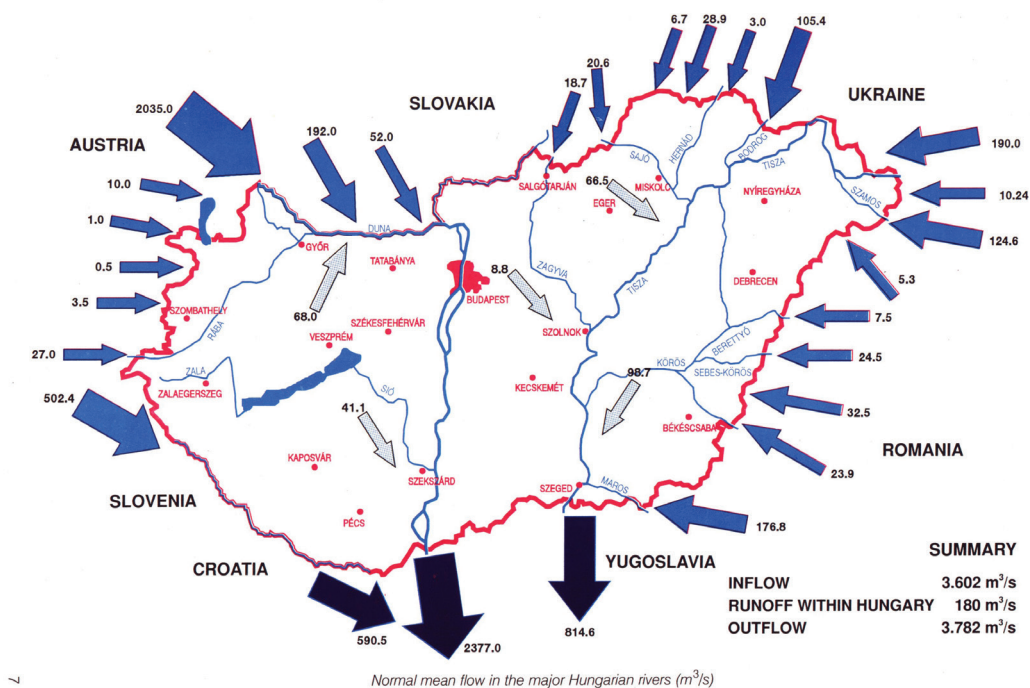 6.7
28.9
3.0
105.4
20.6
18.7
SLOVAKIA
UKRAINE
2035.0
192.0
52.0
AUSTRIA
190.0
10.0
10.24
1.0
124.6
0.5
5.3
3.5
7.5
27.0
24.5
502.4
32.5
ROMANIA
23.9
SLOVENIA
176.8
CROATIA
YUGOSLAVIA
590.5
2377.0
814.6
66.5
8.8
68.0
98.7
41.1
SAJÓ
HERNÁD
BODROG
TISZA
SZAMOS
SALGÓTARJÁN
MISKOLC
EGER
NYÍREGYHÁZA
DUNA
GYŐR
TATABÁNYA
BUDAPEST
ZAGYVA
TISZA
DEBRECEN
SZOMBATHELY
RÁBA
SZÉKESFEHÉRVÁR
VESZPRÉM
SZOLNOK
BERETTYÓ
KÖRÖS
SEBES-KÖRÖS
ZALA
ZALAEGERSZEG
SIÓ
KECSKEMÉT
BÉKÉSCSABA
KAPOSVÁR
SZEKSZÁRD
SZEGED
MAROS
PÉCS
SUMMARY
INFLOW 3.602 m³/s
RUNOFF WITHIN HUNGARY 180 m³/s
OUTFLOW 3.782 m³/s
Normal mean flow in the major Hungarian rivers (m³/s)
7